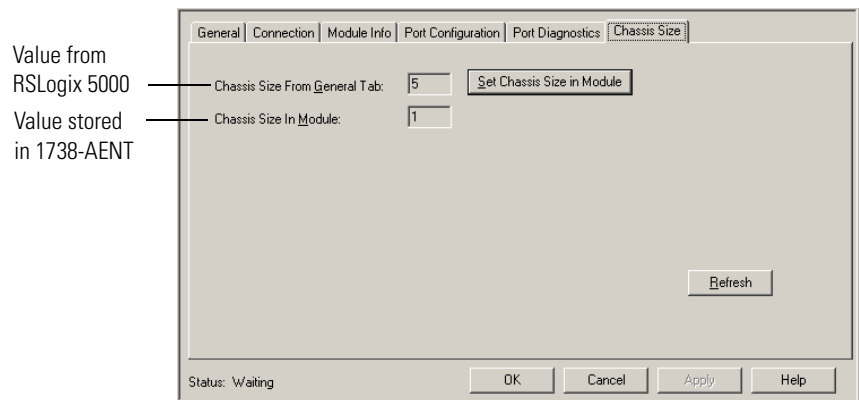 General Connection Module Info Port Configuration Port Diagnostics Chassis Size
Value from
RSLogix 5000
Chassis Size From General Tab: 5 Set Chassis Size in Module
Value stored
in 1738-AENT
Chassis Size In Module: 1
Refresh
Status: Waiting OK Cancel Apply Help